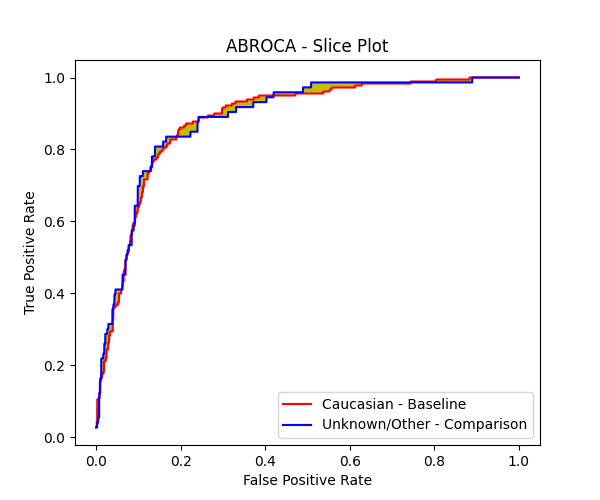 ABROCA - Slice Plot
True Positive Rate
1.0
0.8
0.6
0.4
0.2
0.0
Caucasian - Baseline
Unknown/Other - Comparison
0.0 0.2 0.4 0.6 0.8 1.0
False Positive Rate